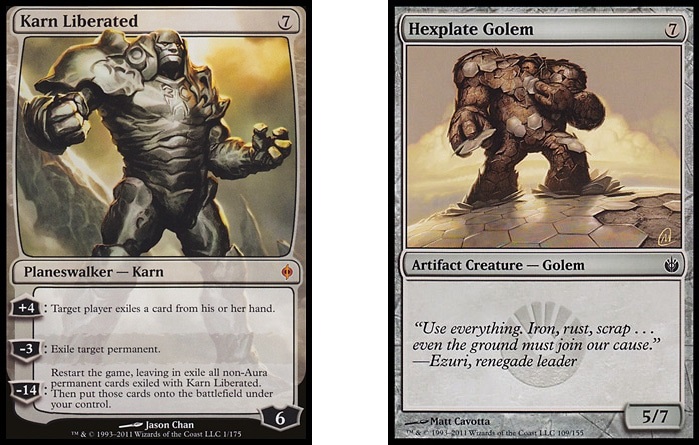 Karn Liberated 7
Planeswalker — Karn
+4 : Target player exiles a card from his or her hand.
-3 : Exile target permanent.
Restart the game, leaving in exile all non-Aura
-14 : permanent cards exiled with Karn Liberated.
Then put those cards onto the battlefield under
your control.
6
Jason Chan
™ & © 1993–2011 Wizards of the Coast LLC 1/175
Hexplate Golem 7
Artifact Creature — Golem
“Use everything. Iron, rust, scrap . . .
even the ground must join our cause.”
—Ezuri, renegade leader
5/7
Matt Cavotta
™ & © 1993–2011 Wizards of the Coast LLC 109/155